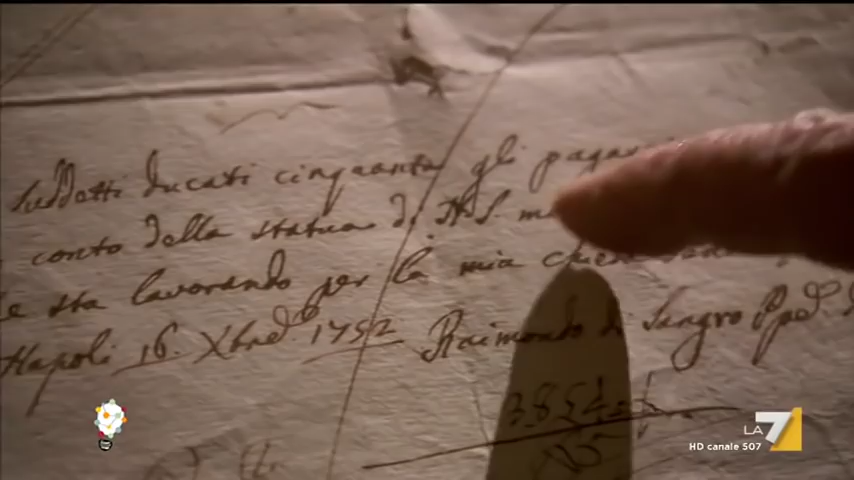 suddetti ducati cinquanta gli
conto della statua di N. S.
e sta lavorando per la mia
Napoli 16. Xbre 1752 Raimondo di Sangro
LA7
HD canale 507